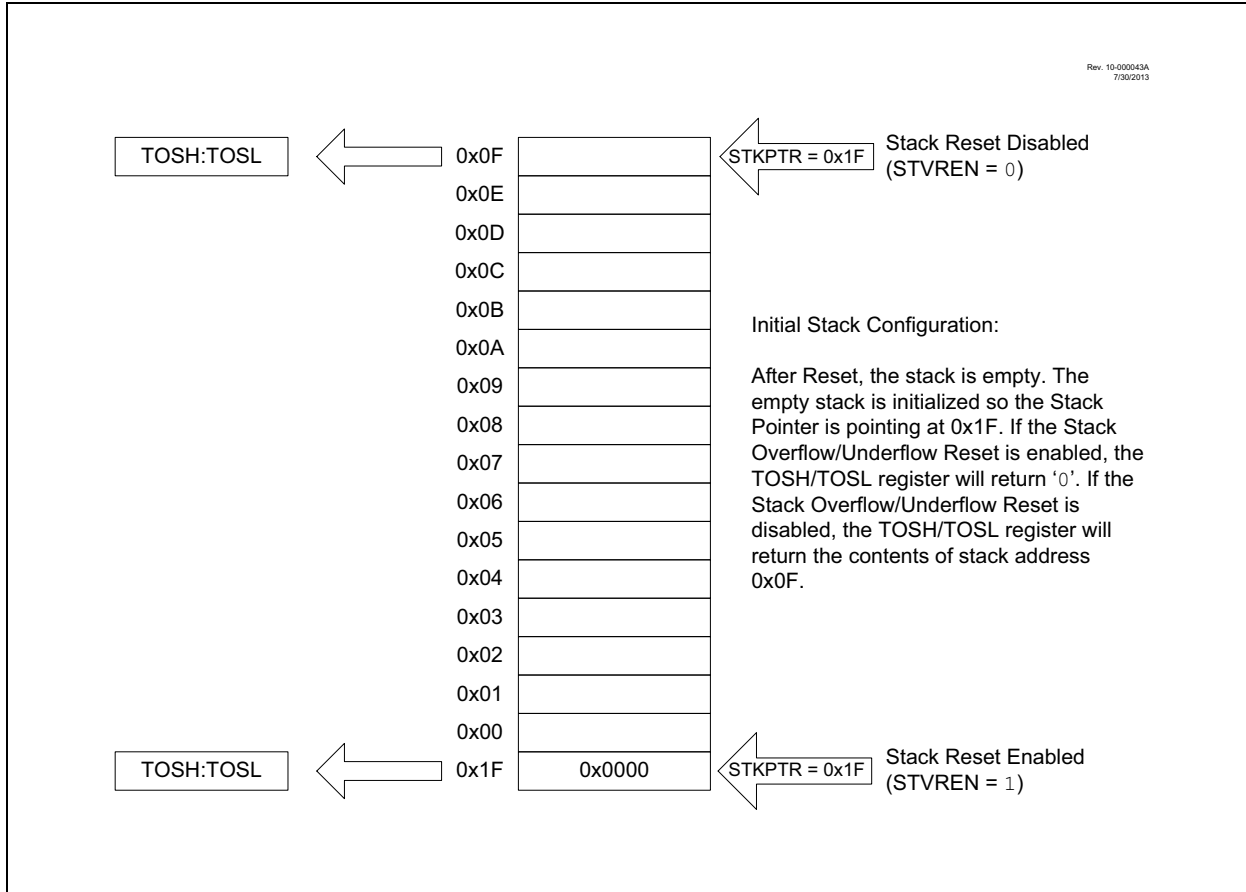 Rev. 10-000043A
7/30/2013
TOSH:TOSL
0x0F
STKPTR = 0x1F
Stack Reset Disabled
(STVREN = 0)
0x0E
0x0D
0x0C
0x0B
0x0A
0x09
0x08
0x07
0x06
0x05
0x04
0x03
0x02
0x01
0x00
Initial Stack Configuration:
After Reset, the stack is empty. The
empty stack is initialized so the Stack
Pointer is pointing at 0x1F. If the Stack
Overflow/Underflow Reset is enabled, the
TOSH/TOSL register will return ‘0’. If the
Stack Overflow/Underflow Reset is
disabled, the TOSH/TOSL register will
return the contents of stack address
0x0F.
TOSH:TOSL
0x1F
0x0000
STKPTR = 0x1F
Stack Reset Enabled
(STVREN = 1)